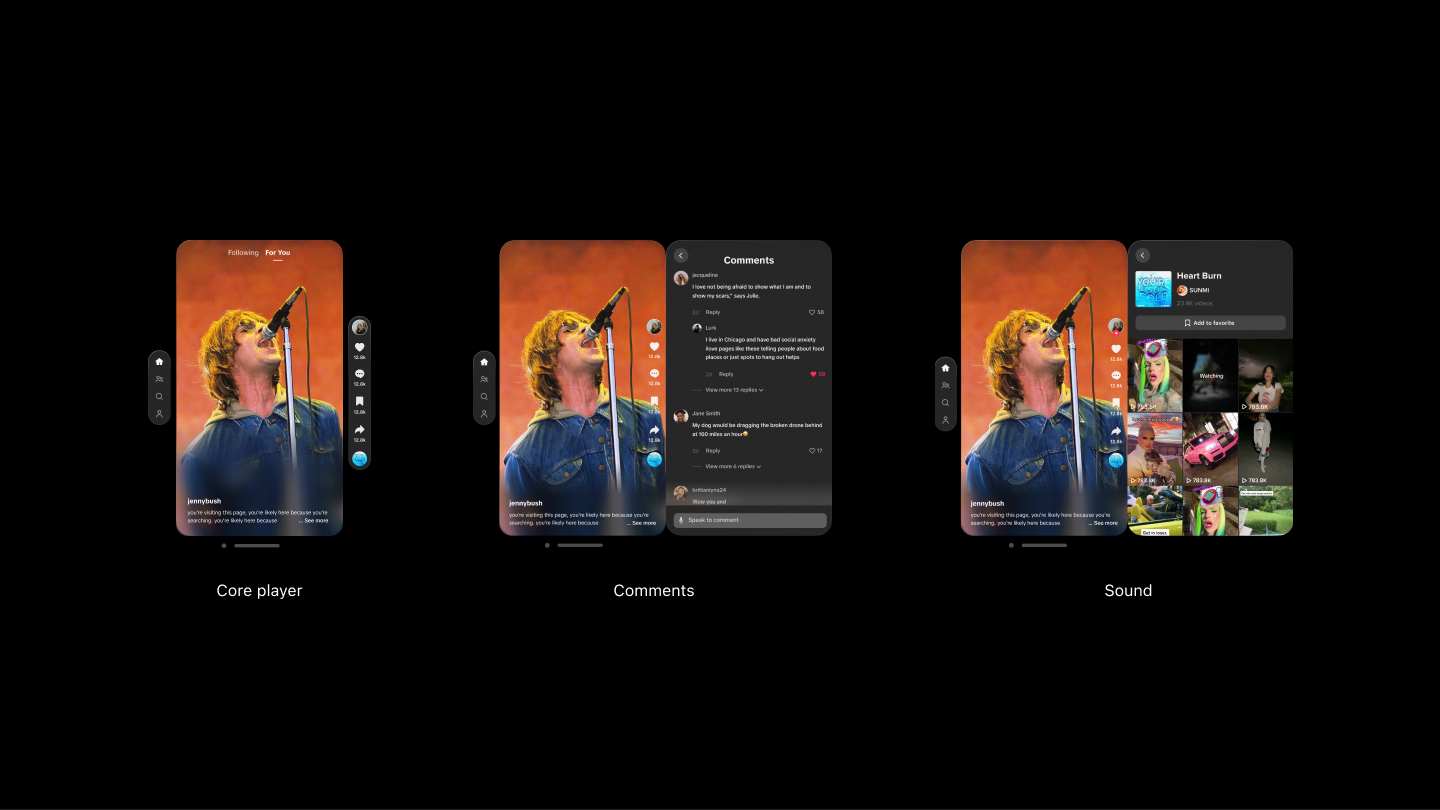 Following For You
12.8k
12.8k
12.8k
12.8k
jennybush
you're visiting this page, you're likely here because you're
searching, you're likely here because ... See more
Core player
12.8k
12.8k
12.8k
12.8k
jennybush
you're visiting this page, you're likely here because you're
searching, you're likely here because ... See more
Comments
jacqueline
I love not being afraid to show what I am and to
show my scars," says Julie.
Reply 58
Lurk
I live in Chicago and have bad social anxiety
ilove pages like these telling people about food
places or just spots to hang out helps
Reply 58
View more 13 replies
Jane Smith
My dog would be dragging the broken drone behind
at 100 miles an hour😂
Reply 17
View more 6 replies
brittantyna24
Wow you and
Speak to comment
Comments
12.8k
12.8k
12.8k
12.8k
jennybush
you're visiting this page, you're likely here because you're
searching, you're likely here because ... See more
YOU'RE
Heart Burn
SUNMI
23.4K videos
Add to favorite
783.8K
Watching
783.8K
783.8K
783.8K
783.8K
Get in loser,
Sound